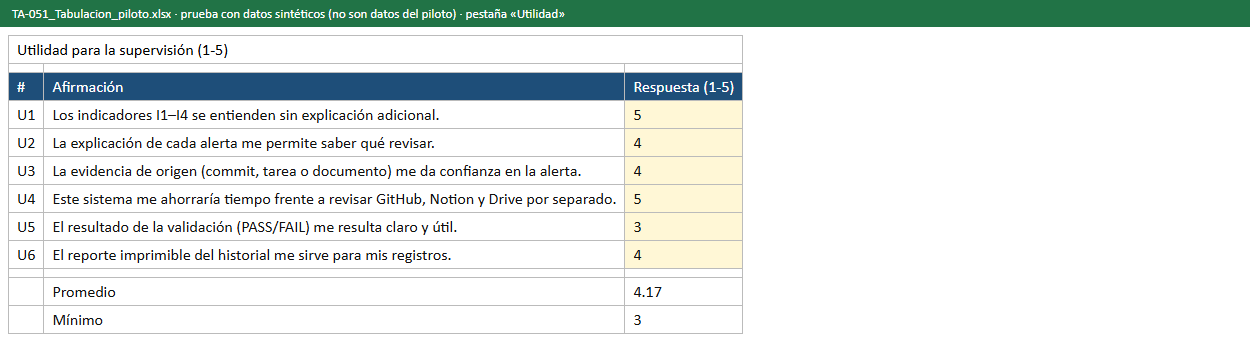 TA-051_Tabulacion_piloto.xlsx · prueba con datos sintéticos (no son datos del piloto) · pestaña «Utilidad»
Utilidad para la supervisión (1-5)
# Afirmación Respuesta (1-5)
U1 Los indicadores I1–I4 se entienden sin explicación adicional. 5
U2 La explicación de cada alerta me permite saber qué revisar. 4
U3 La evidencia de origen (commit, tarea o documento) me da confianza en la alerta. 4
U4 Este sistema me ahorraría tiempo frente a revisar GitHub, Notion y Drive por separado. 5
U5 El resultado de la validación (PASS/FAIL) me resulta claro y útil. 3
U6 El reporte imprimible del historial me sirve para mis registros. 4
Promedio 4.17
Mínimo 3